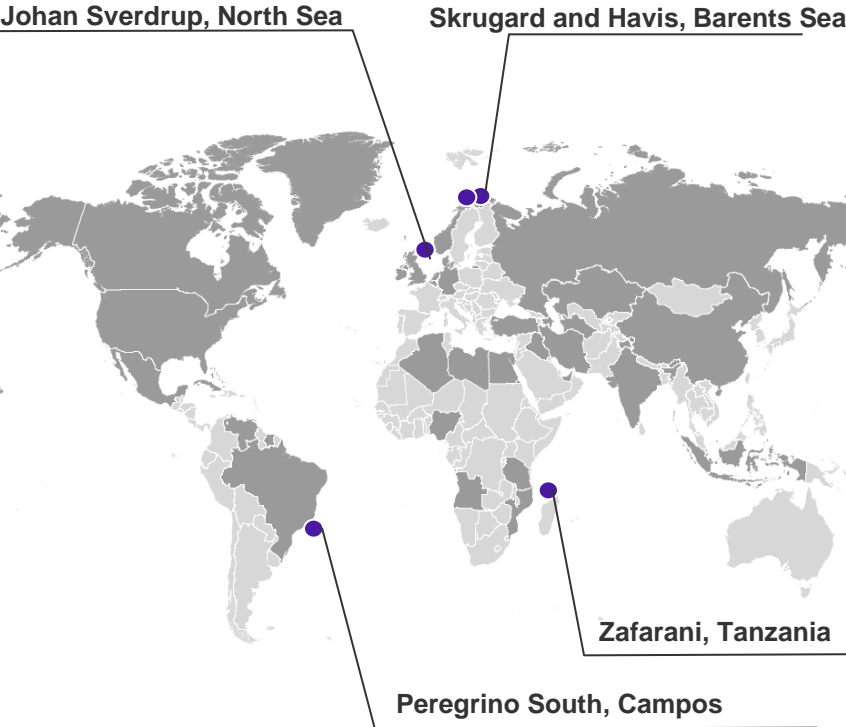 Johan Sverdrup, North Sea
Skrugard and Havis, Barents Sea
Zafarani, Tanzania
Peregrino South, Campos